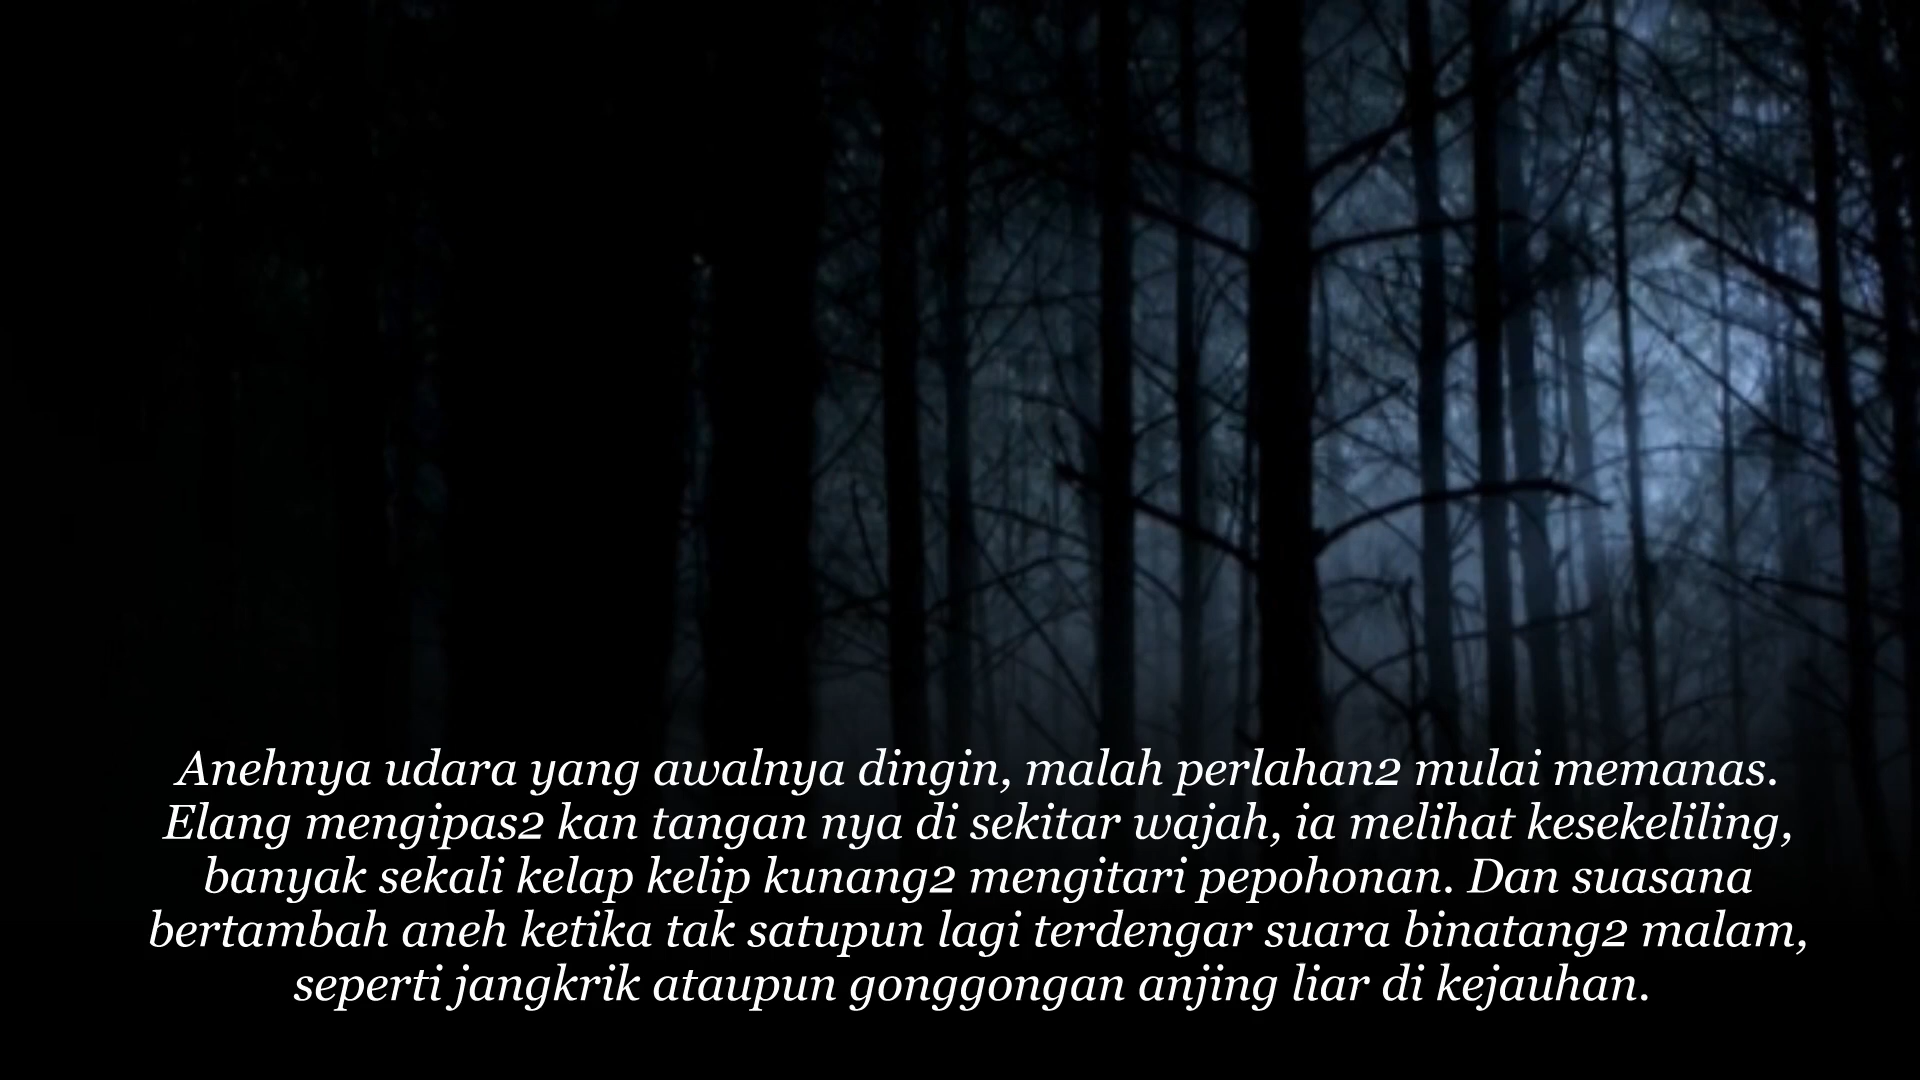 Anehnya udara yang awalnya dingin, malah perlahan2 mulai memanas.
Elang mengipas2 kan tangan nya di sekitar wajah, ia melihat kesekeliling,
banyak sekali kelap kelip kunang2 mengitari pepohonan. Dan suasana
bertambah aneh ketika tak satupun lagi terdengar suara binatang2 malam,
seperti jangkrik ataupun gonggongan anjing liar di kejauhan.